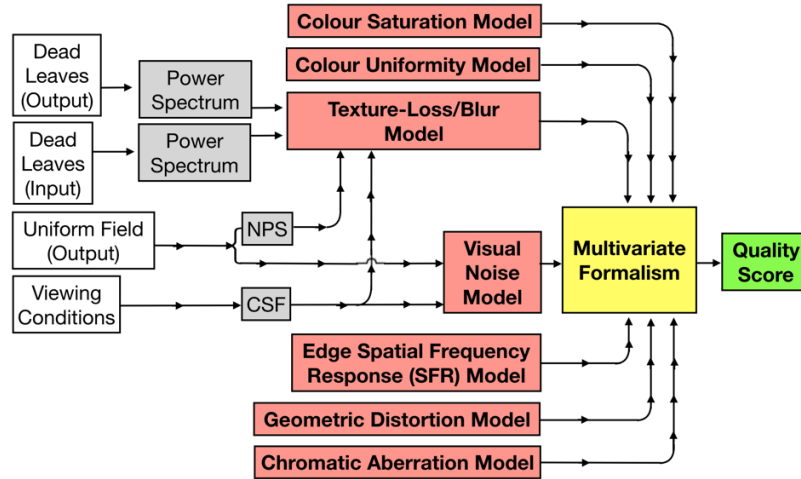 Colour Saturation Model
Colour Uniformity Model
Dead
Leaves
(Output)
Power
Spectrum
Texture-Loss/Blur
Model
Dead
Leaves
(Input)
Power
Spectrum
Uniform Field
(Output)
NPS
Visual
Noise
Model
Multivariate
Formalism
Quality
Score
Viewing
Conditions
CSF
Edge Spatial Frequency
Response (SFR) Model
Geometric Distortion Model
Chromatic Aberration Model